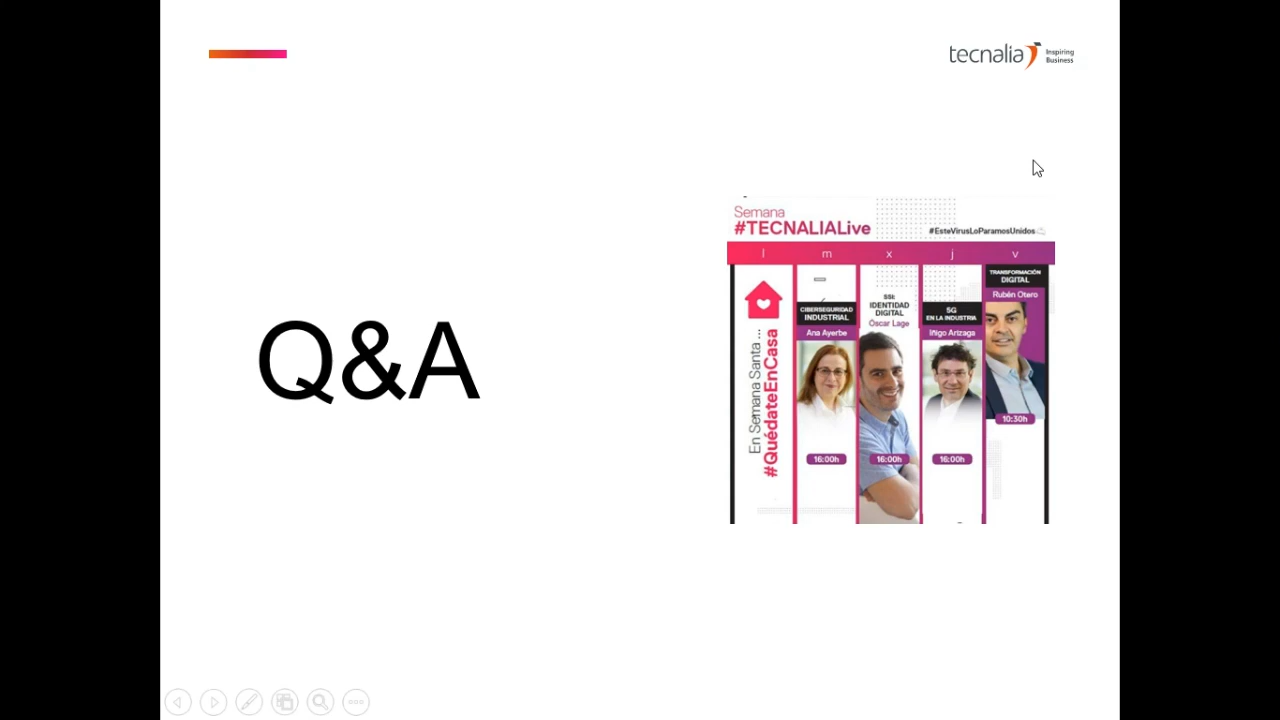 tecnalia Inspiring
Business
Semana
#TECNALIALive
#EsteVirusLoParamosUnidos
l m x j v
En Semana Santa ...
#QuédateEnCasa
CIBERSEGURIDAD
INDUSTRIAL
Ana Ayerbe
16:00h
SSI:
IDENTIDAD
DIGITAL
Óscar Lage
16:00h
5G
EN LA INDUSTRIA
Iñigo Arizaga
16:00h
TRANSFORMACIÓN
DIGITAL
Rubén Otero
10:30h
Q&A